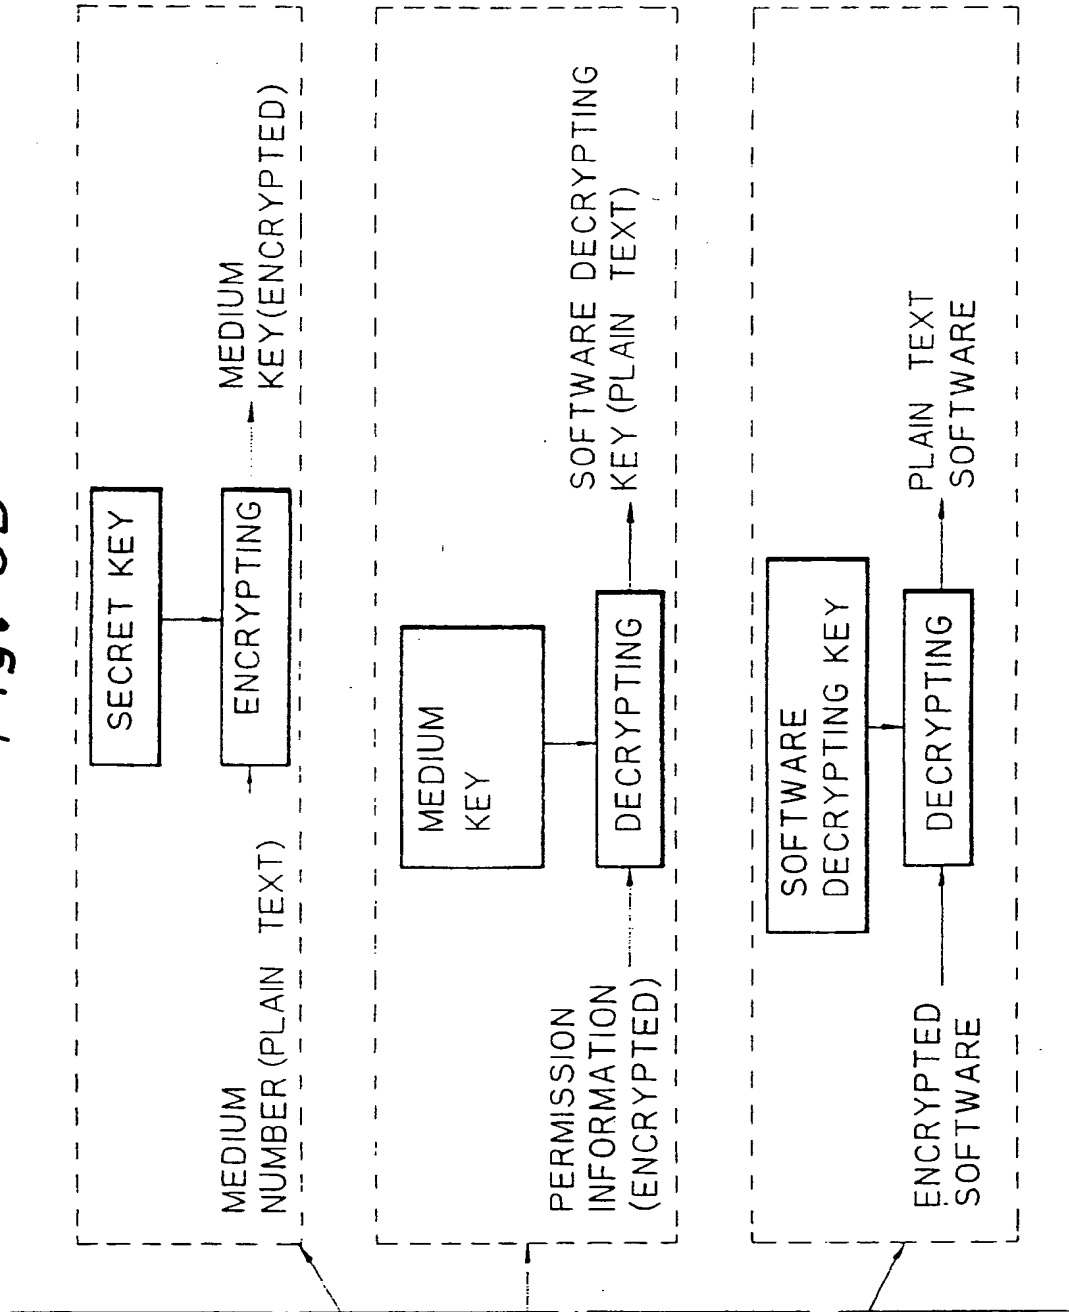 SECRET KEY
MEDIUM
NUMBER (PLAIN TEXT)
ENCRYPTING
MEDIUM
KEY (ENCRYPTED)
MEDIUM
KEY
PERMISSION
INFORMATION
(ENCRYPTED)
DECRYPTING
SOFTWARE DECRYPTING
KEY (PLAIN TEXT)
SOFTWARE
DECRYPTING KEY
ENCRYPTED
SOFTWARE
DECRYPTING
PLAIN TEXT
SOFTWARE